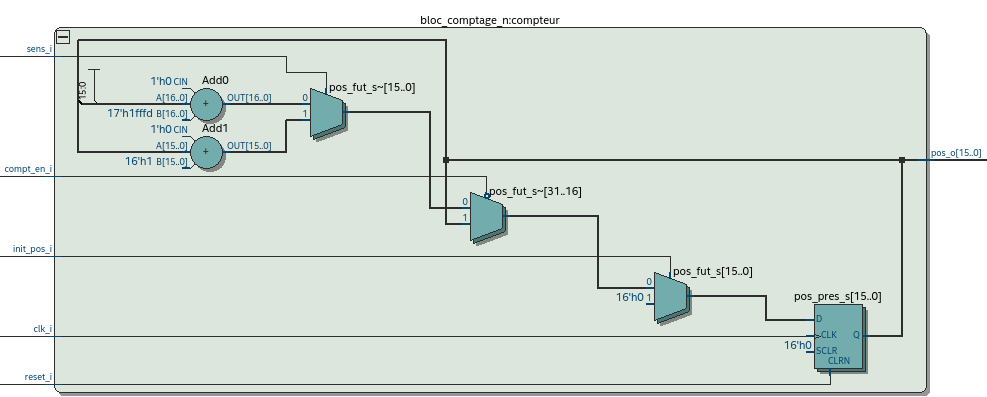 bloc_comptage_n:compteur
sens_i
15:0
1'h0 CIN
Add0
A[16..0]
OUT[16..0]
17'h1fffd B[16..0]
+
1'h0 CIN
Add1
A[15..0]
OUT[15..0]
16'h1 B[15..0]
+
pos_fut_s~[15..0]
0
1
pos_o[15..0]
compt_en_i
pos_fut_s~[31..16]
0
1
init_pos_i
pos_fut_s[15..0]
0
16'h0 1
pos_pres_s[15..0]
D
clk_i
CLK
Q
16'h0
SCLR
CLRN
reset_i